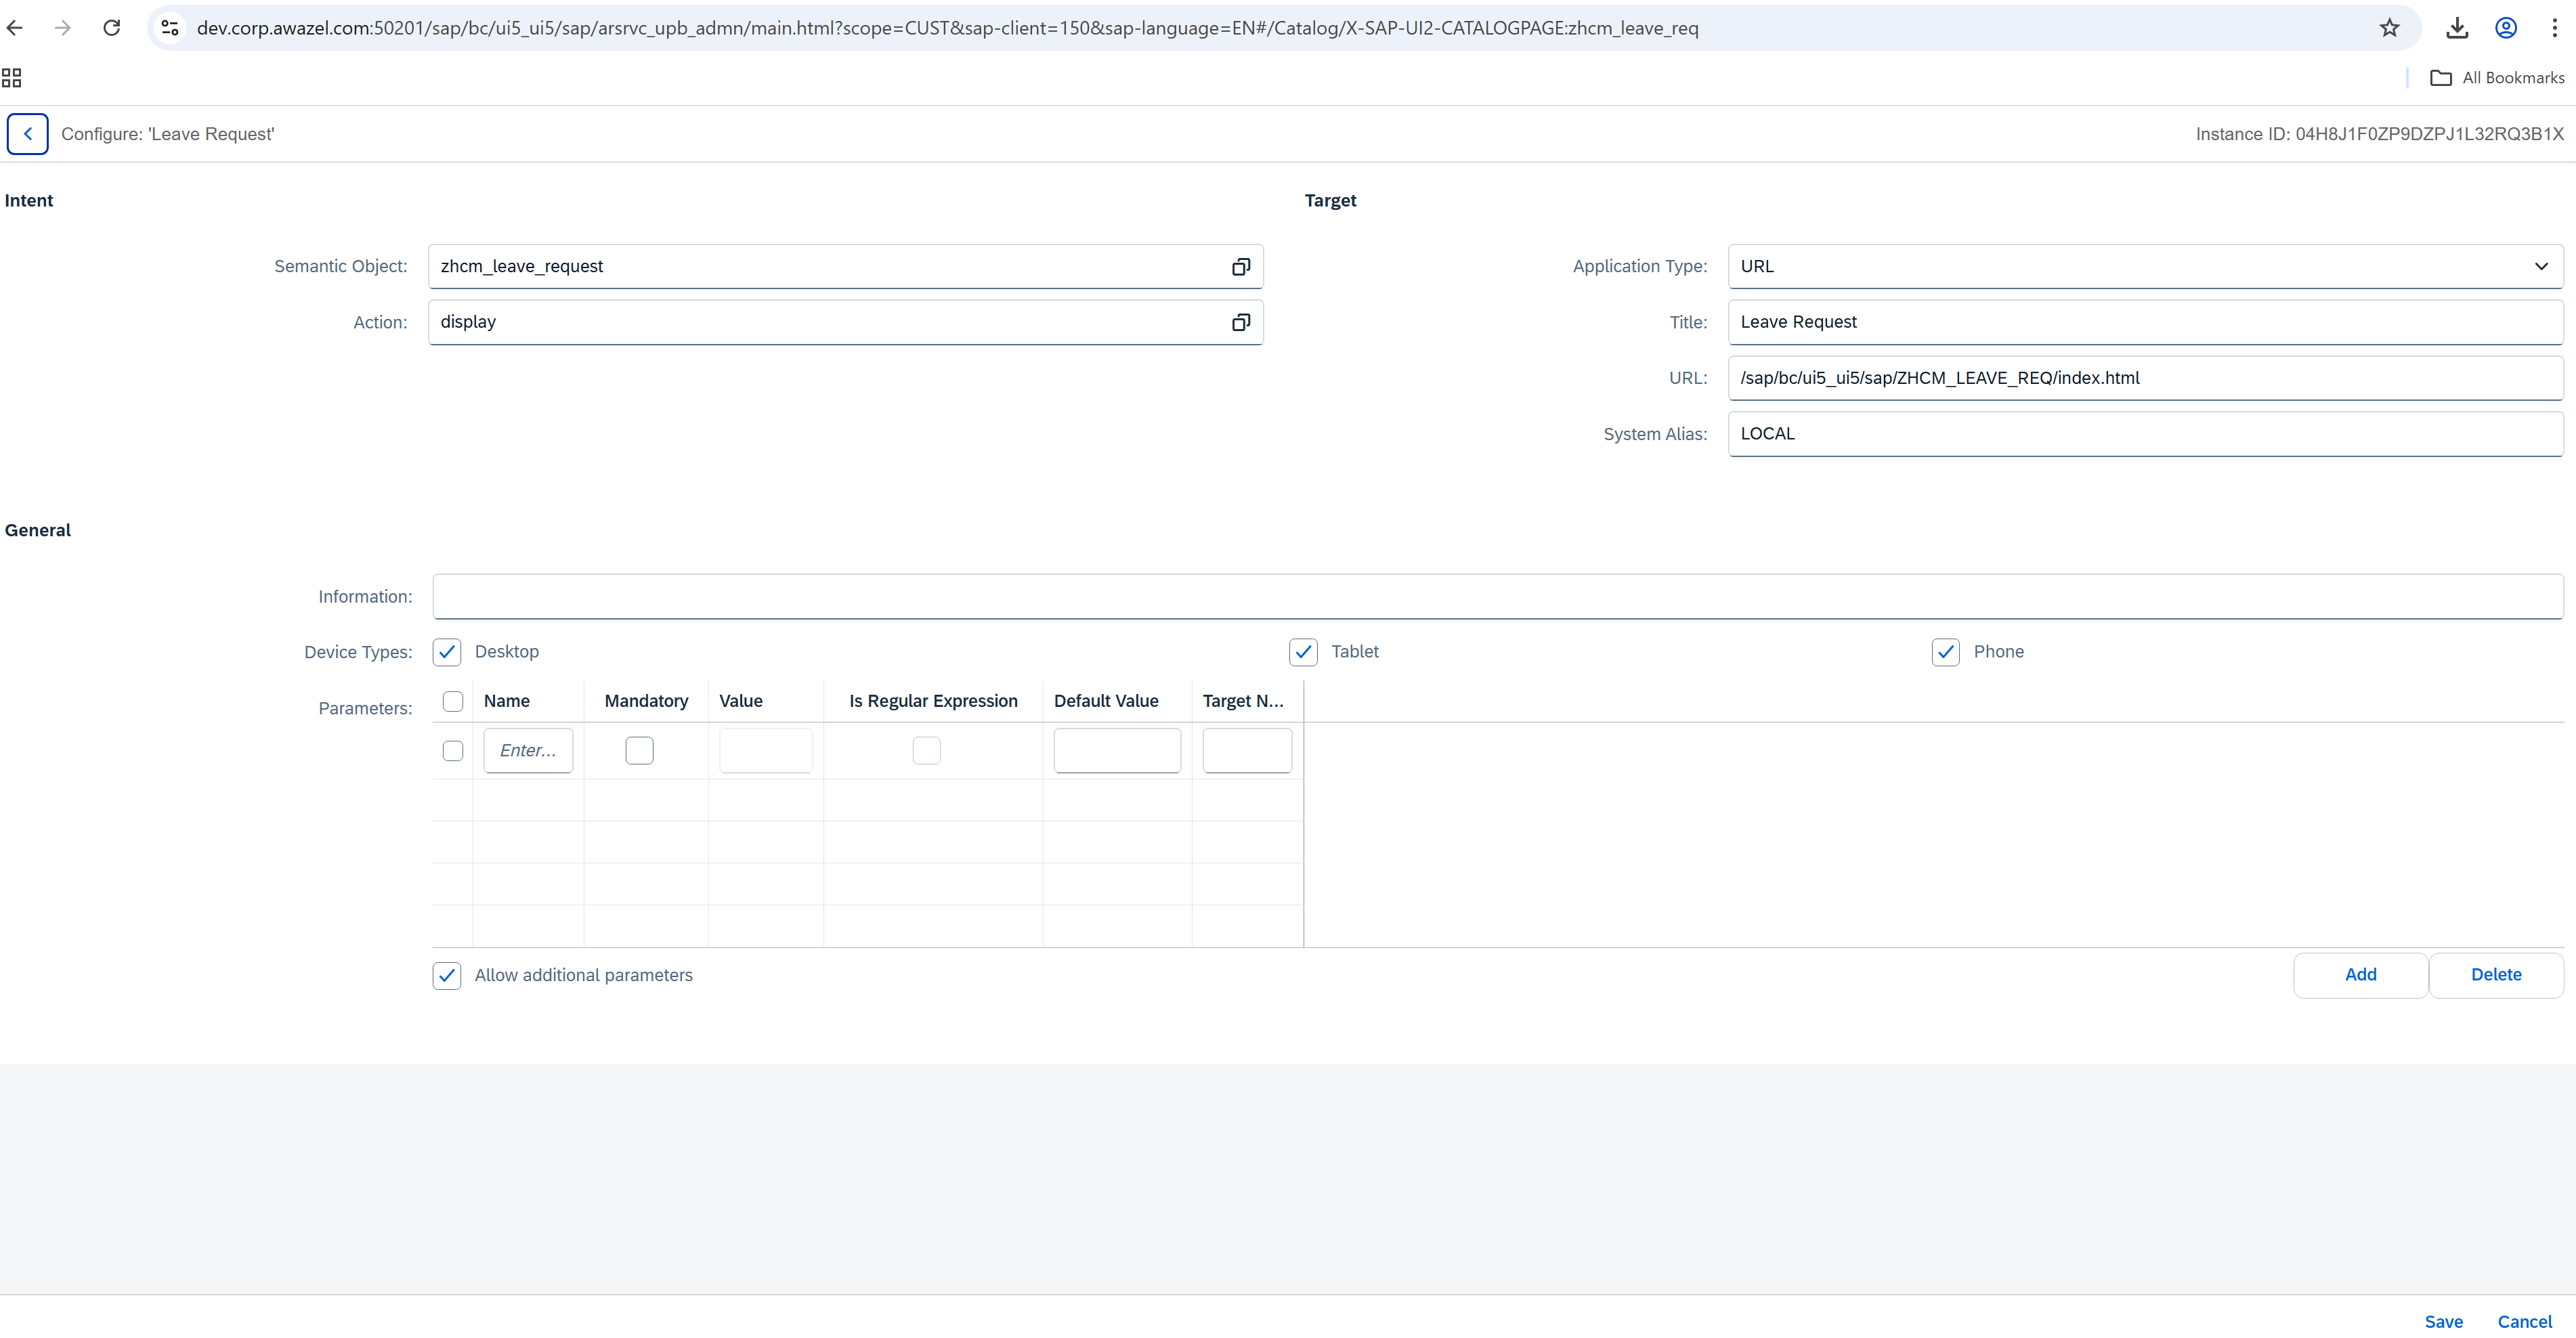 dev.corp.awazel.com:50201/sap/bc/ui5_ui5/sap/arsrvc_upb_admn/main.html?scope=CUST&sap-client=150&sap-language=EN#/Catalog/X-SAP-UI2-CATALOGPAGE:zhcm_leave_req
All Bookmarks
Configure: 'Leave Request'
Instance ID: 04H8J1F0ZP9DZPJ1L32RQ3B1X
Intent
Target
Semantic Object: zhcm_leave_request
Application Type: URL
Action: display
Title: Leave Request
URL: /sap/bc/ui5_ui5/sap/ZHCM_LEAVE_REQ/index.html
System Alias: LOCAL
General
Information:
Device Types: Desktop Tablet Phone
Parameters: Name Mandatory Value Is Regular Expression Default Value Target N...
Enter...
Allow additional parameters
Add Delete
Save Cancel